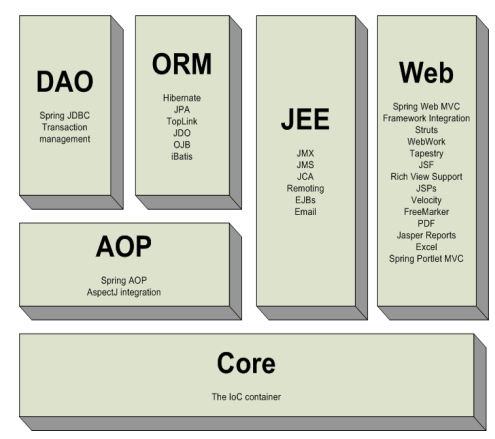 DAO
Spring JDBC
Transaction
management
ORM
Hibernate
JPA
TopLink
JDO
OJB
iBatis
JEE
JMX
JMS
JCA
Remoting
EJBs
Email
Web
Spring Web MVC
Framework Integration
Struts
WebWork
Tapestry
JSF
Rich View Support
JSPs
Velocity
FreeMarker
PDF
Jasper Reports
Excel
Spring Portlet MVC
AOP
Spring AOP
AspectJ integration
Core
The IoC container